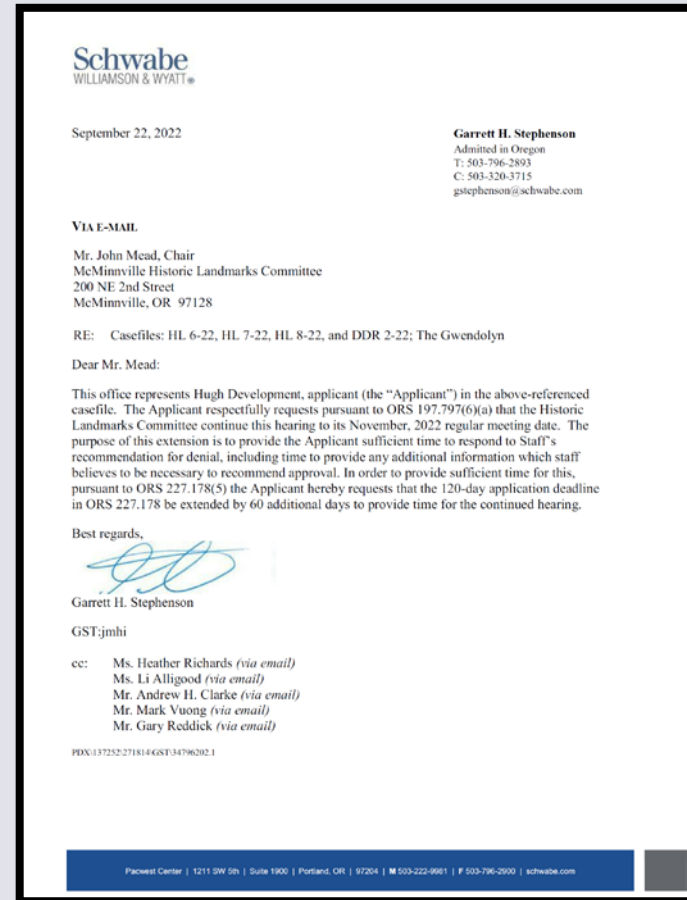 Schwabe
WILLIAMSON & WYATT®
September 22, 2022
Garrett H. Stephenson
Admitted in Oregon
T: 503-796-2893
C: 503-320-3715
gstephenson@schwabe.com
VIA E-MAIL
Mr. John Mead, Chair
McMinnville Historic Landmarks Committee
200 NE 2nd Street
McMinnville, OR 97128
RE: Casefiles: HL 6-22, HL 7-22, HL 8-22, and DDR 2-22; The Gwendolyn
Dear Mr. Mead:
This office represents Hugh Development, applicant (the “Applicant”) in the above-referenced
casefile. The Applicant respectfully requests pursuant to ORS 197.797(6)(a) that the Historic
Landmarks Committee continue this hearing to its November, 2022 regular meeting date. The
purpose of this extension is to provide the Applicant sufficient time to respond to Staff’s
recommendation for denial, including time to provide any additional information which staff
believes to be necessary to recommend approval. In order to provide sufficient time for this,
pursuant to ORS 227.178(5) the Applicant hereby requests that the 120-day application deadline
in ORS 227.178 be extended by 60 additional days to provide time for the continued hearing.
Best regards,
Garrett H. Stephenson
GST:jmhi
cc: Ms. Heather Richards (via email)
Ms. Li Alligood (via email)
Mr. Andrew H. Clarke (via email)
Mr. Mark Vuong (via email)
Mr. Gary Reddick (via email)
PDX\137252\271814\GST\34796202.1
Pacwest Center | 1211 SW 5th | Suite 1900 | Portland, OR | 97204 | M 503-222-9981 | F 503-796-2900 | schwabe.com